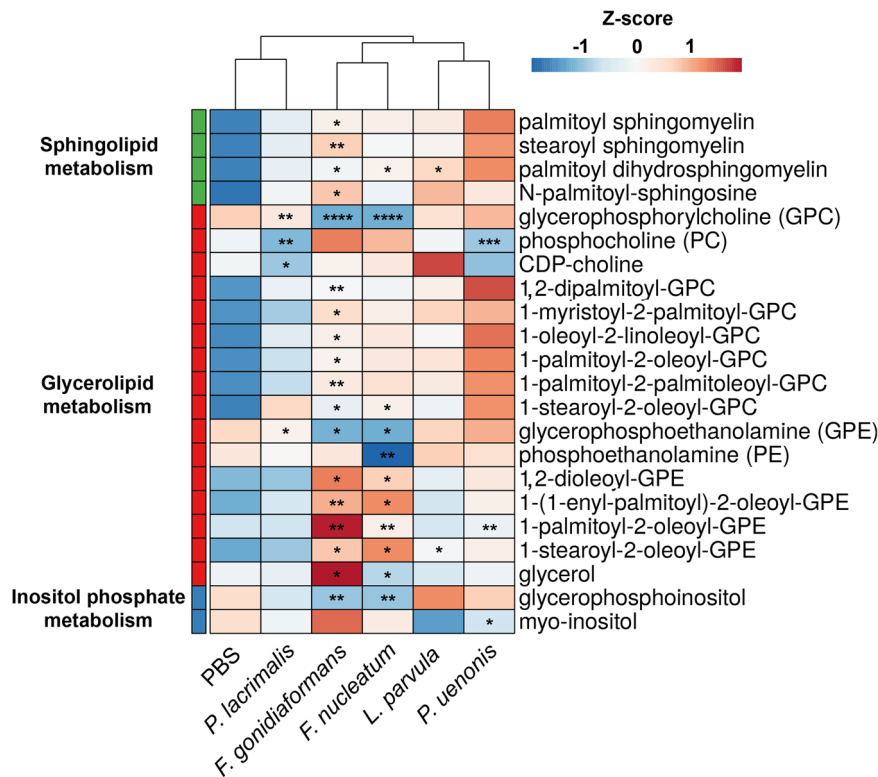 Z-score
-1 0 1
Sphingolipid
metabolism
Glycerolipid
metabolism
Inositol phosphate
metabolism
* palmitoyl sphingomyelin
** stearoyl sphingomyelin
* * * palmitoyl dihydrosphingomyelin
* N-palmitoyl-sphingosine
** **** **** glycerophosphorylcholine (GPC)
** *** phosphocholine (PC)
* CDP-choline
** 1,2-dipalmitoyl-GPC
* 1-myristoyl-2-palmitoyl-GPC
* 1-oleoyl-2-linoleoyl-GPC
* 1-palmitoyl-2-oleoyl-GPC
** 1-palmitoyl-2-palmitoleoyl-GPC
* * 1-stearoyl-2-oleoyl-GPC
* * * glycerophosphoethanolamine (GPE)
** phosphoethanolamine (PE)
* * 1,2-dioleoyl-GPE
** * 1-(1-enyl-palmitoyl)-2-oleoyl-GPE
** ** ** 1-palmitoyl-2-oleoyl-GPE
* * * 1-stearoyl-2-oleoyl-GPE
* * glycerol
** ** glycerophosphoinositol
* myo-inositol
PBS
P. lacrimalis
F. gonidiaformans
F. nucleatum
L. parvula
P. uenonis